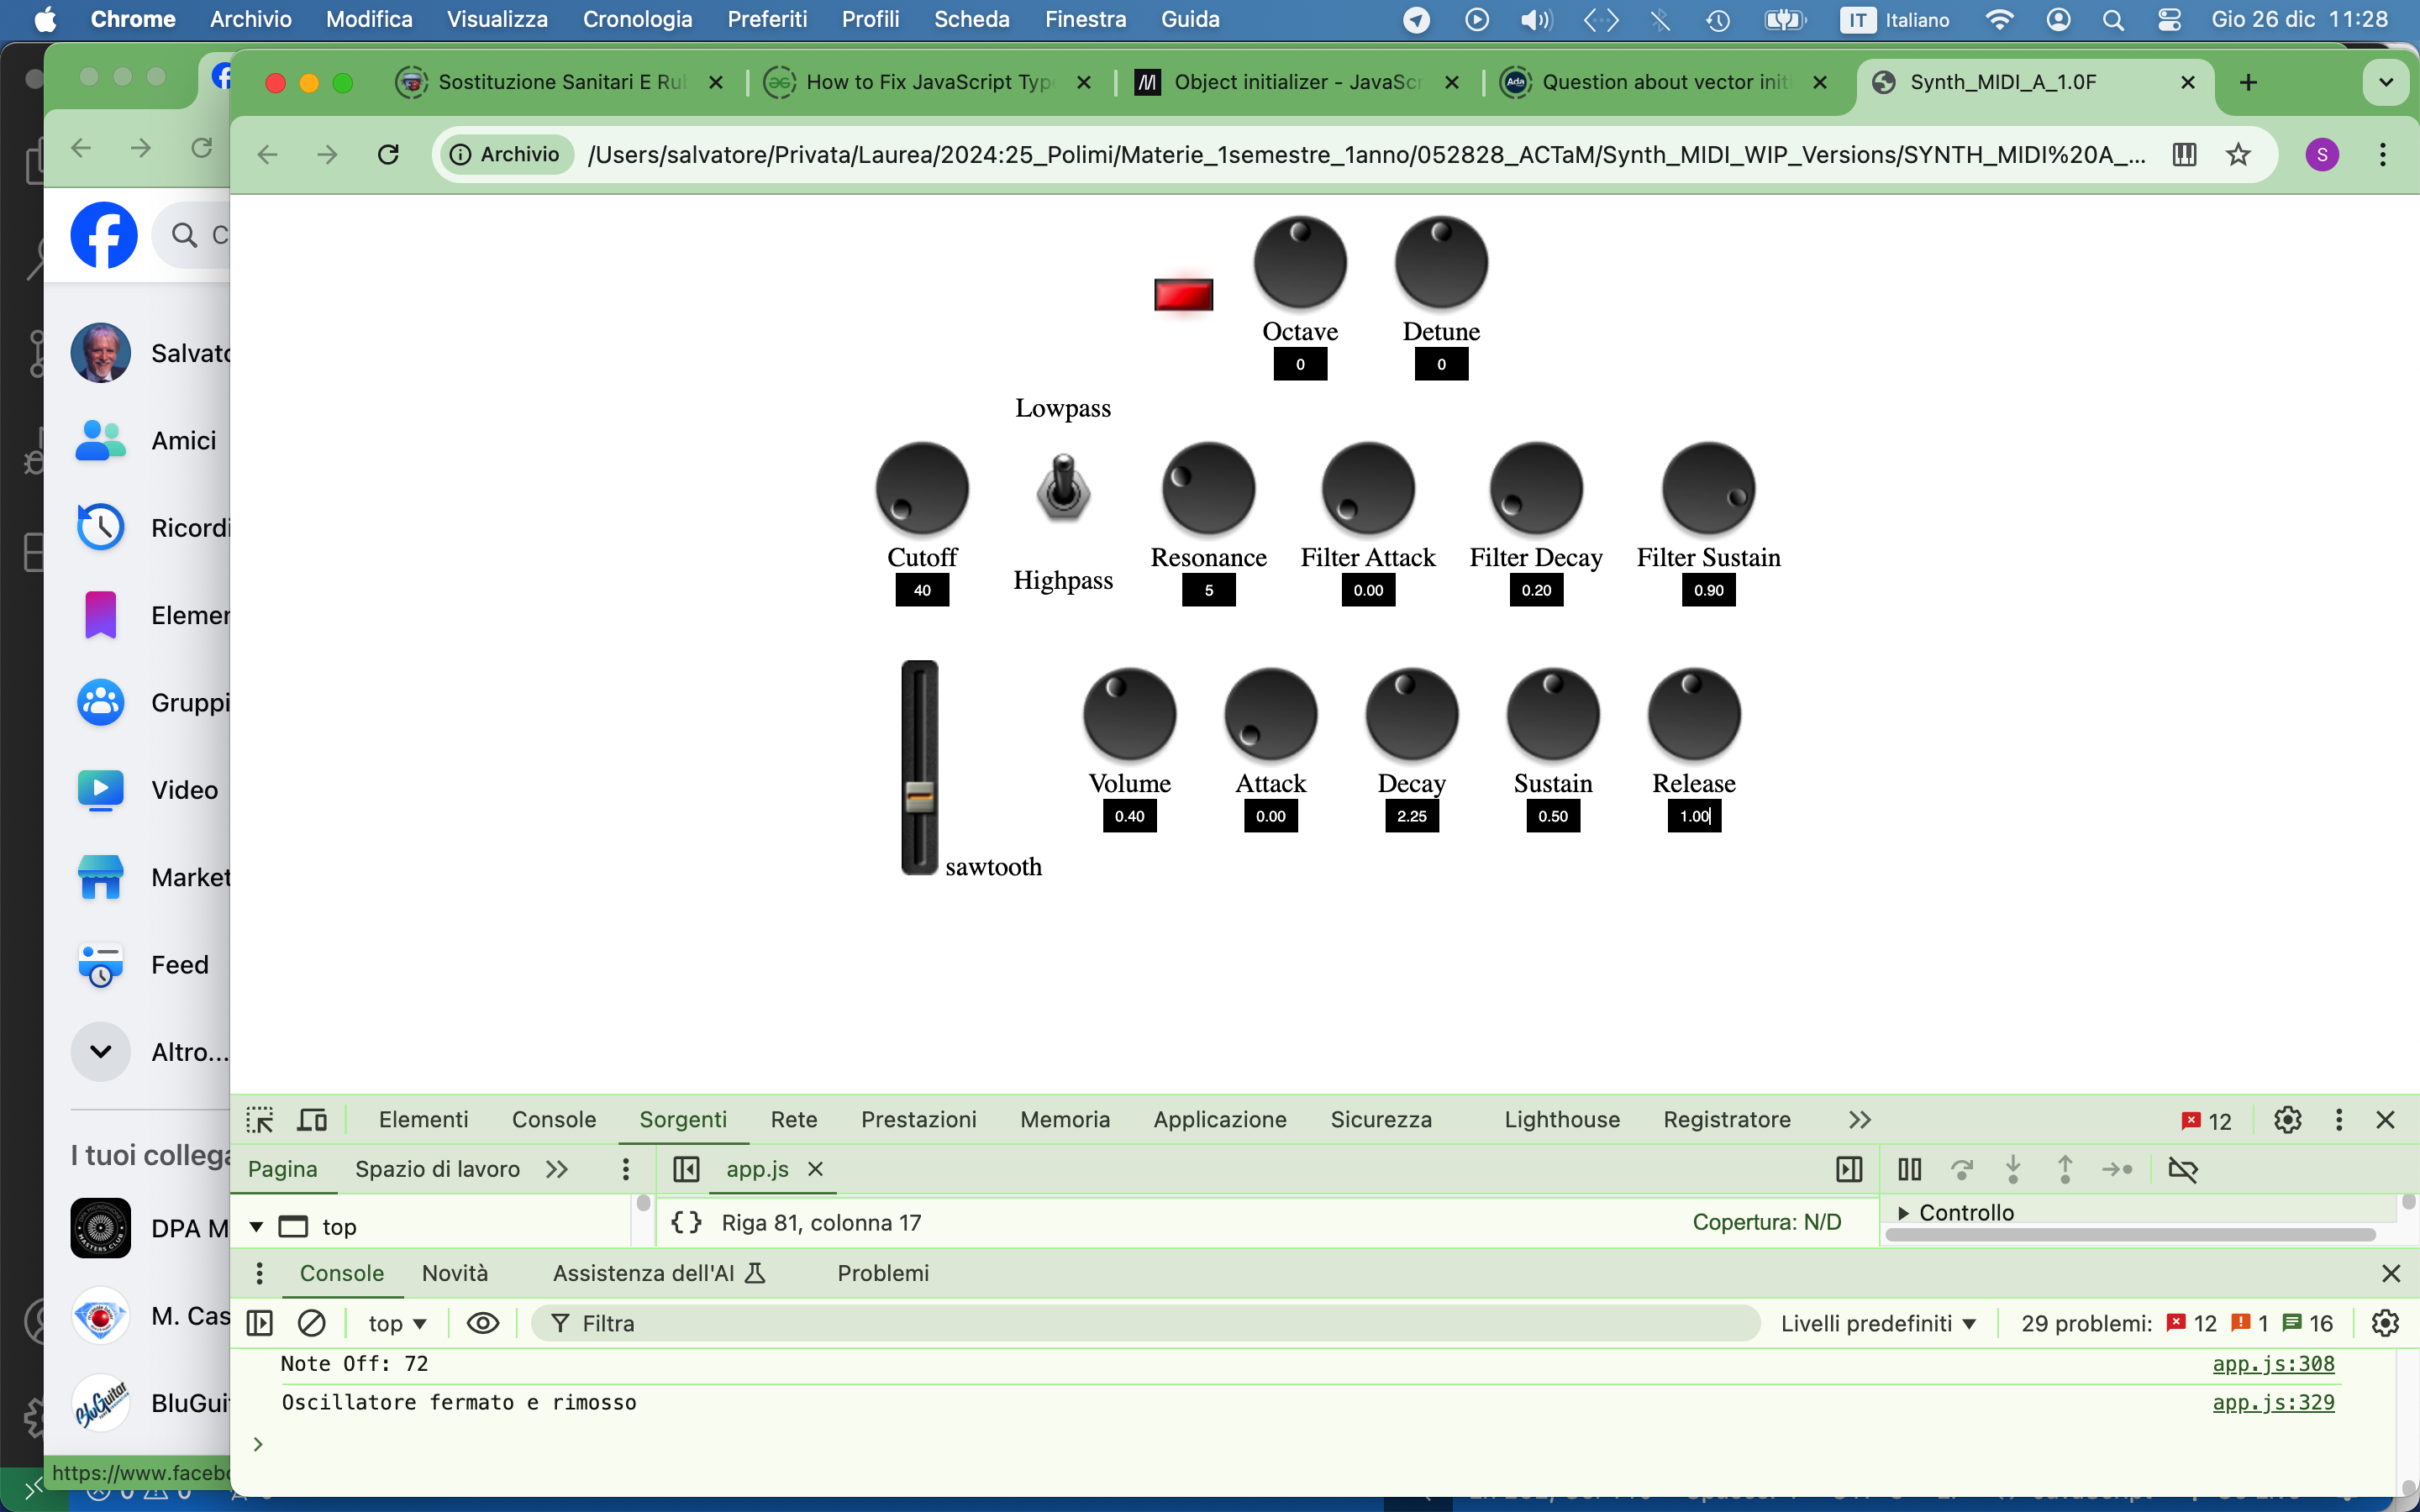 Chrome Archivio Modifica Visualizza Cronologia Preferiti Profili Scheda Finestra Guida IT Italiano Gio 26 dic 11:28
Sostituzione Sanitari E Ru
How to Fix JavaScript Typ
Object initializer - JavaSc
Question about vector init
Synth_MIDI_A_1.0F
Archivio /Users/salvatore/Privata/Laurea/2024:25_Polimi/Materie_1semestre_1anno/052828_ACTaM/Synth_MIDI_WIP_Versions/SYNTH_MIDI%20A_... S
C
Salvato
Amici
Ricordi
Elemen
Gruppi
Video
Market
Feed
Altro...
I tuoi collega
DPA M
M. Cas
BluGui
https://www.facebo
Octave Detune
0 0
Lowpass
Cutoff Resonance Filter Attack Filter Decay Filter Sustain
Highpass
40 5 0.00 0.20 0.90
Volume Attack Decay Sustain Release
0.40 0.00 2.25 0.50 1.00
sawtooth
Elementi Console Sorgenti Rete Prestazioni Memoria Applicazione Sicurezza Lighthouse Registratore 12
Pagina Spazio di lavoro app.js
top {} Riga 81, colonna 17 Copertura: N/D Controllo
Console Novità Assistenza dell'AI Problemi
top Filtra Livelli predefiniti 29 problemi: 12 1 16
Note Off: 72 app.js:308
Oscillatore fermato e rimosso app.js:329